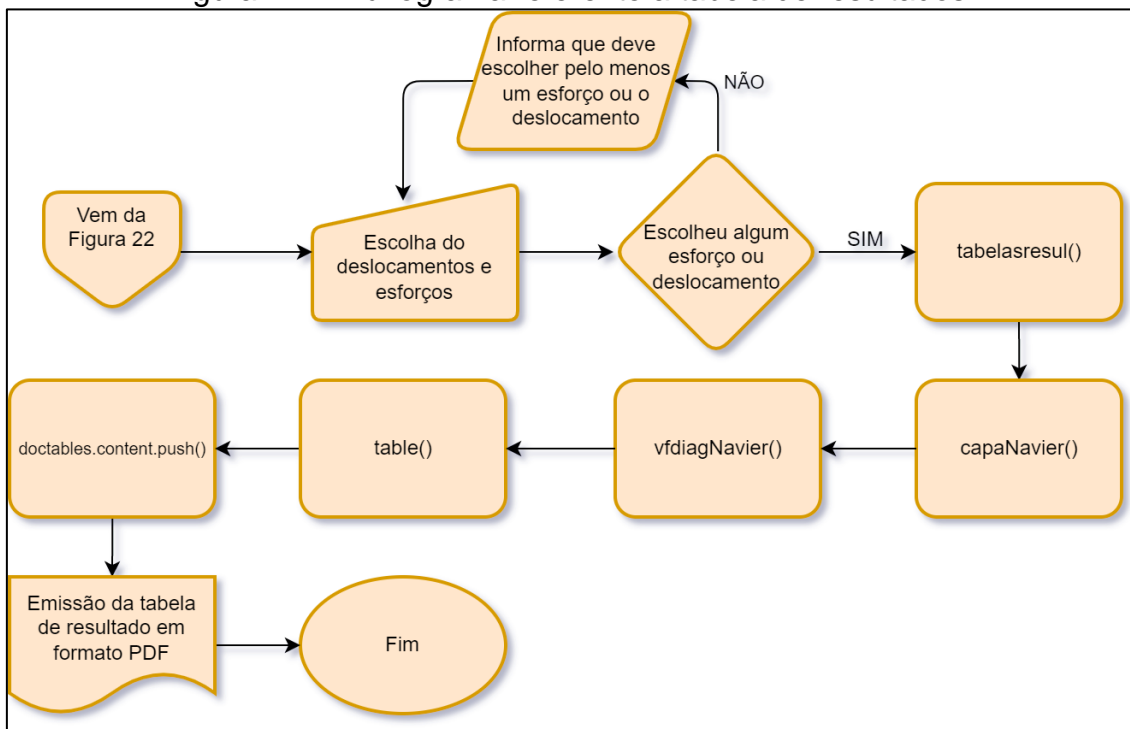 Informa que deve
escolher pelo menos
um esforço ou o
deslocamento
NÃO
Vem da
Figura 22
Escolha do
deslocamentos e
esforços
Escolheu algum
esforço ou
deslocamento
SIM
tabelasresul()
doctables.content.push()
table()
vfdiagNavier()
capaNavier()
Emissão da tabela
de resultado em
formato PDF
Fim